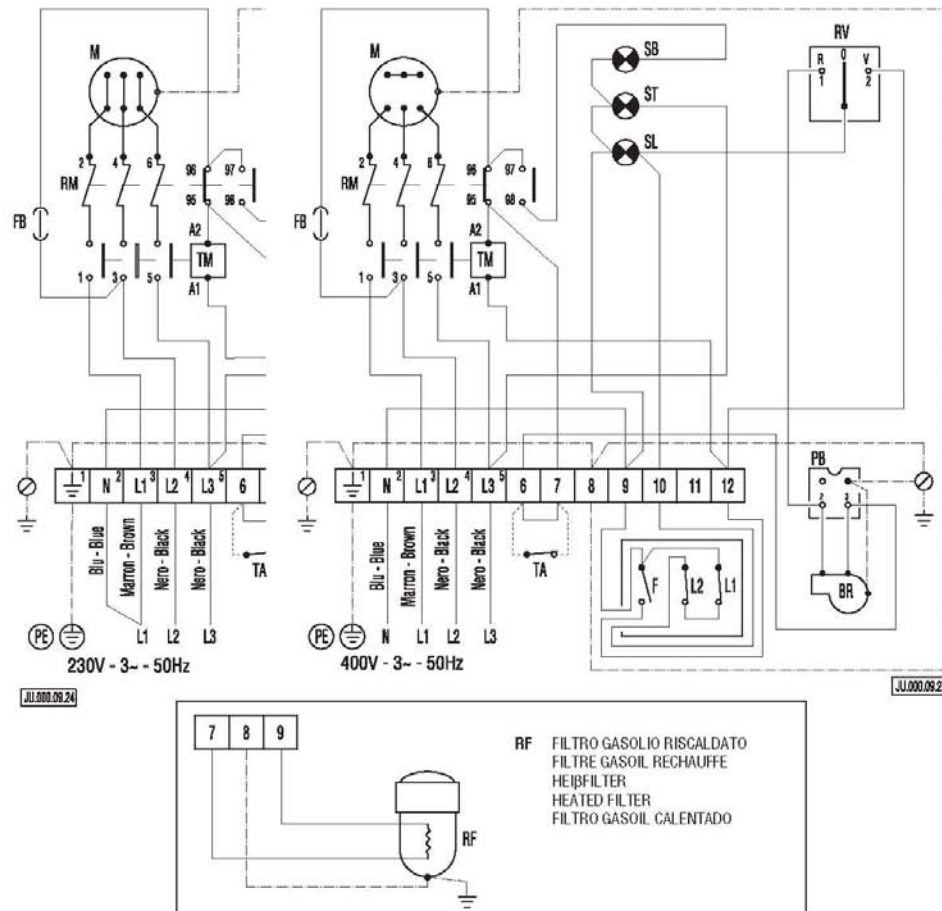 M
2 4 6
RM
96 97
95 98
FB
A2
TM
A1
1 3 5
1 N 2 L1 3 L2 4 L3 5 6
Blu - Blue
Marron - Brown
Nero - Black
Nero - Black
TA
PE L1 L2 L3
230V - 3~ - 50Hz
JU.000.09.24
M
2 4 6
RM
96 97
95 98
FB
A2
TM
A1
1 3 5
SB
ST
SL
RV
R 0 V
1 2
1 N 2 L1 3 L2 4 L3 5 6 7 8 9 10 11 12
Blu - Blue
Marron - Brown
Nero - Black
Nero - Black
TA
F L2 L1
PB
2 3
BR
PE N L1 L2 L3
400V - 3~ - 50Hz
7 8 9
RF
RF FILTRO GASOLIO RISCALDATO
FILTRE GASOIL RECHAUFFE
HEIβFILTER
HEATED FILTER
FILTRO GASOIL CALENTADO